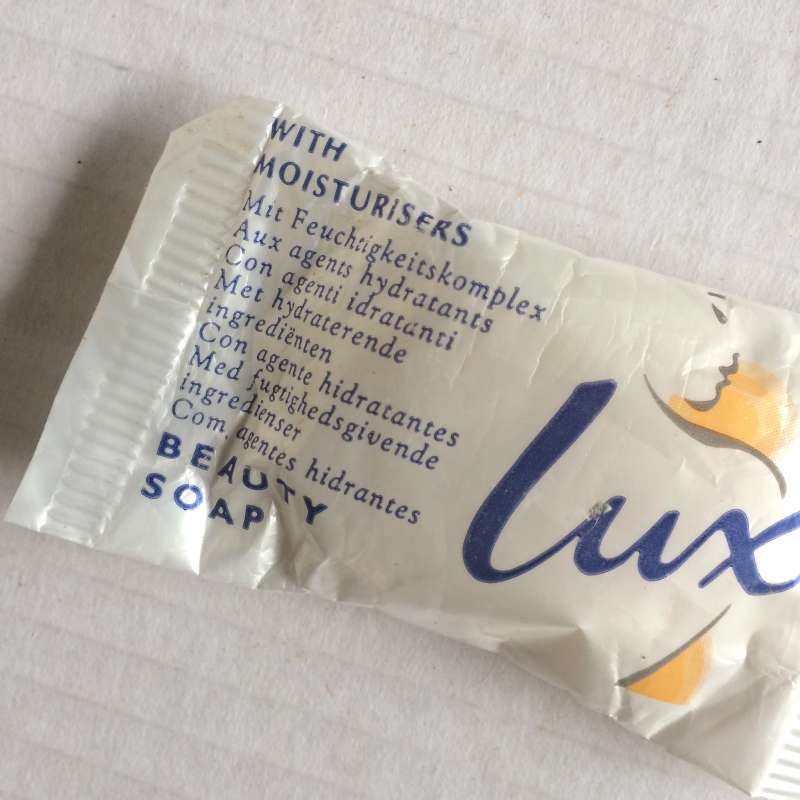 WITH
MOISTURISERS
Mit Feuchtigkeitskomplex
Aux agents hydratants
Con agenti idratanti
Met hydraterende
ingrediënten
Con agente hidratantes
Med fugtighedsgivende
ingredienser
Com agentes hidrantes
BEAUTY
SOAP
Lux